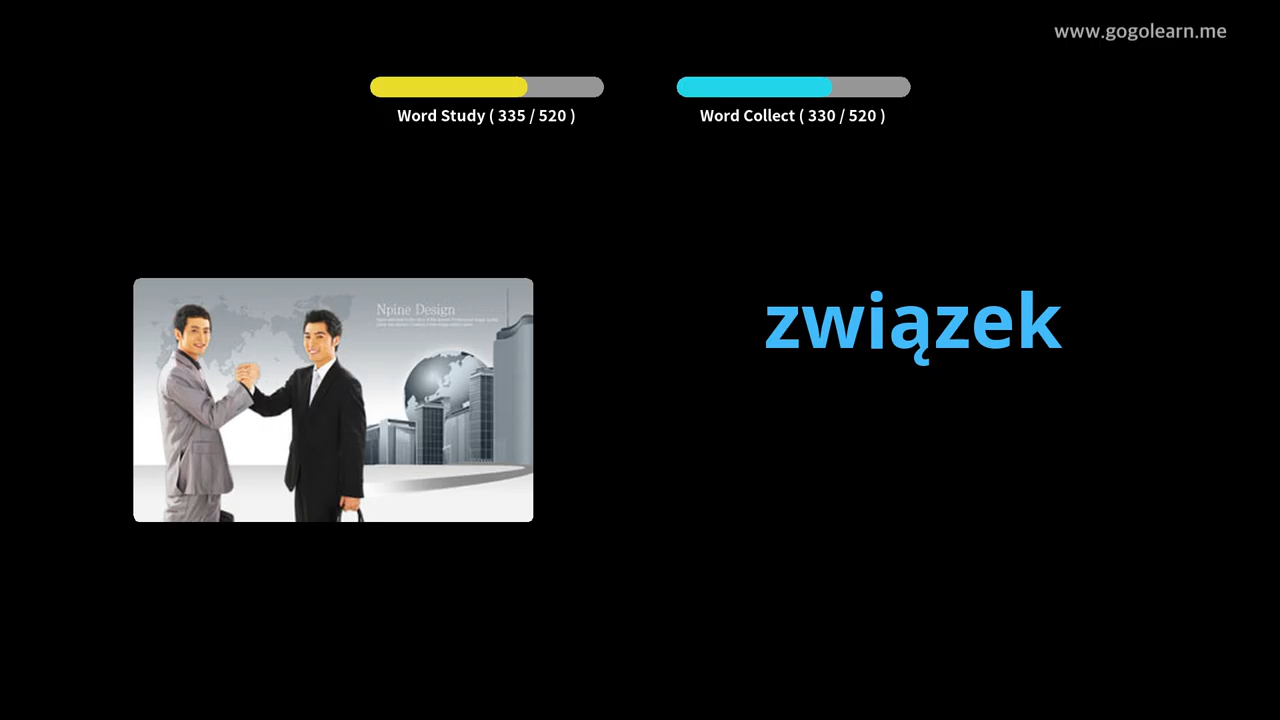 www.gogolearn.me
Word Study ( 335 / 520 )
Word Collect ( 330 / 520 )
Npine Design
związek